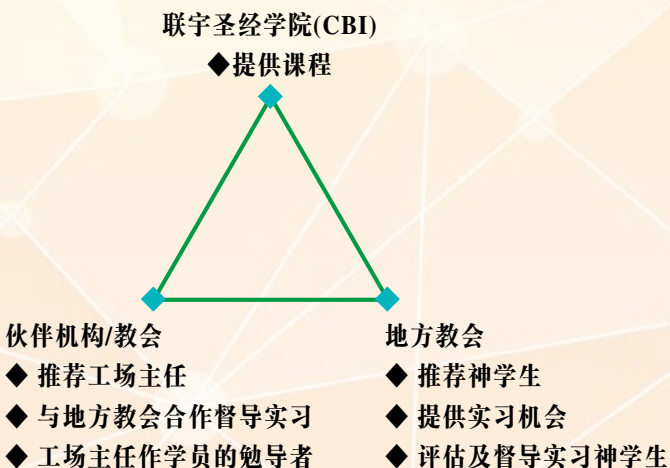 联宇圣经学院(CBI)
◆提供课程
伙伴机构/教会
◆ 推荐工场主任
◆ 与地方教会合作督导实习
◆ 工场主任作学员的勉导者
地方教会
◆ 推荐神学生
◆ 提供实习机会
◆ 评估及督导实习神学生